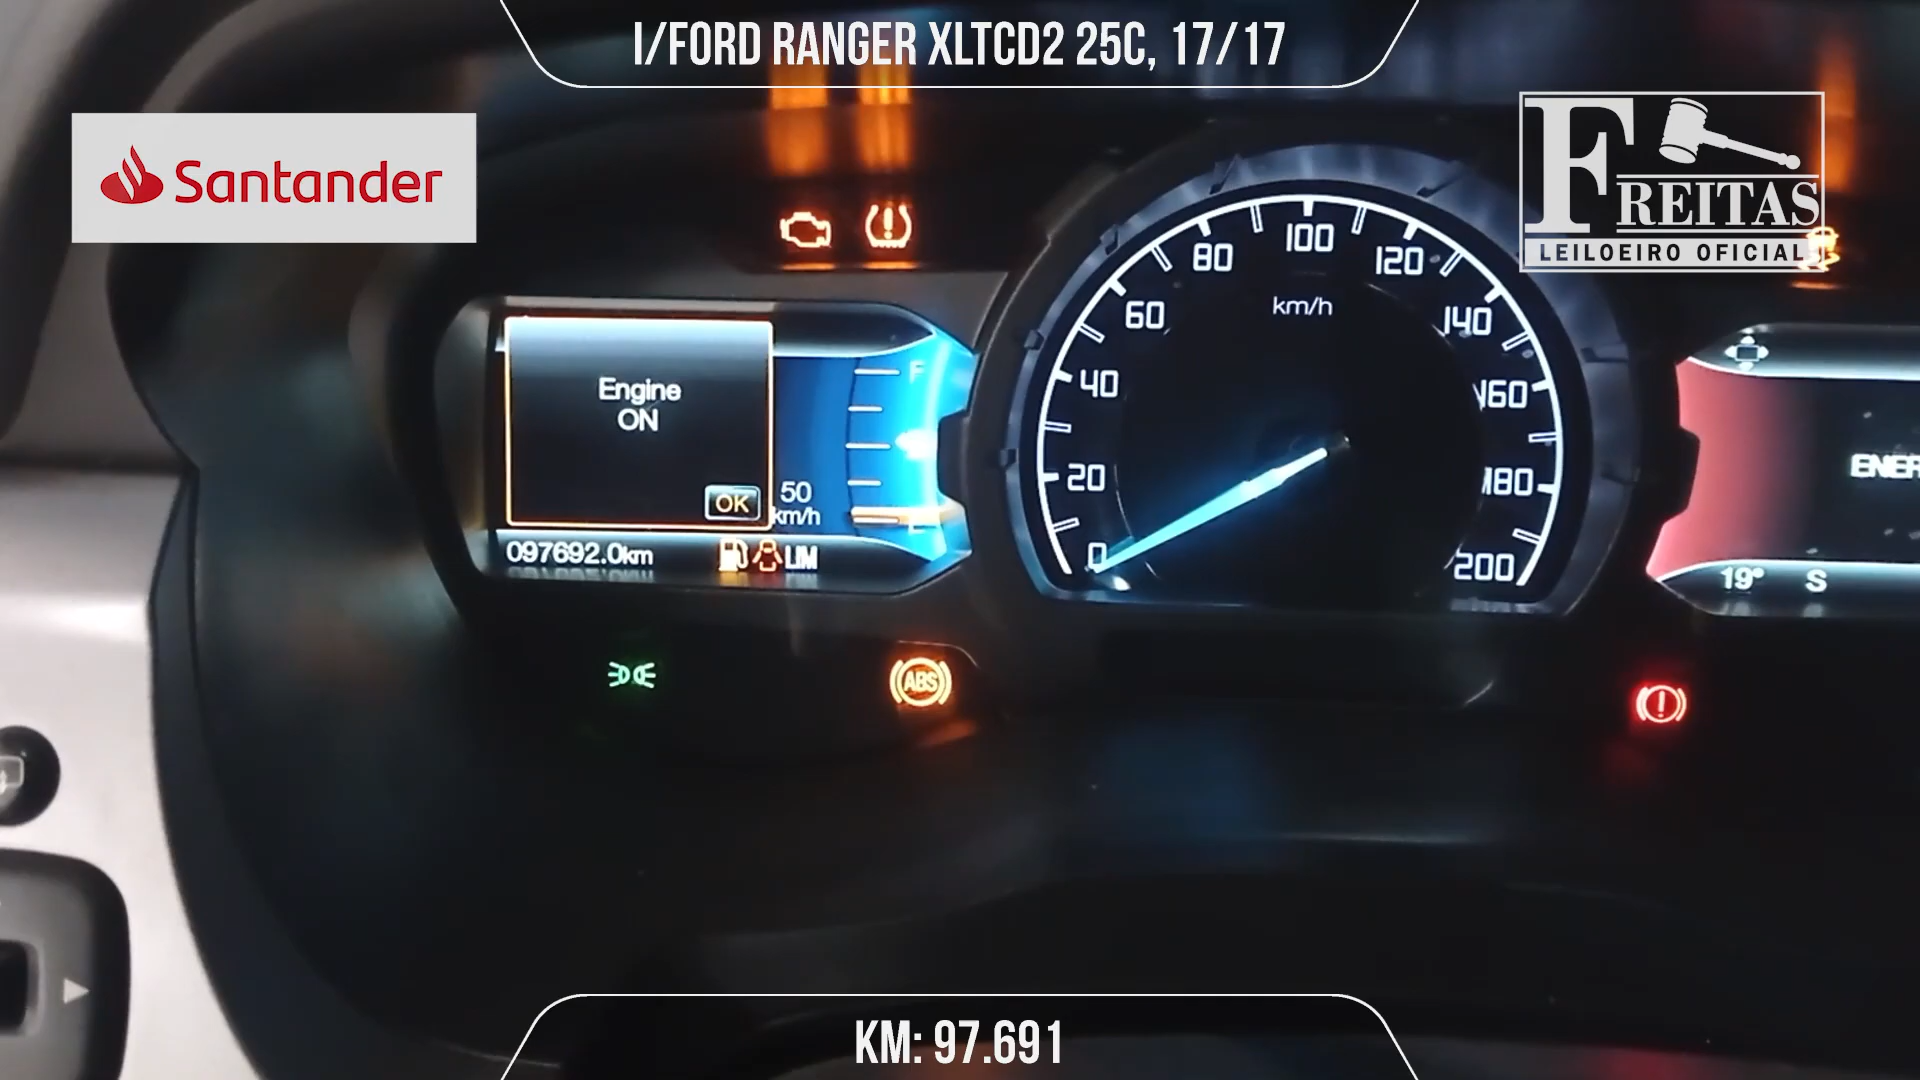 I/FORD RANGER XLTCD2 25C, 17/17
Santander
FREITAS
LEILOEIRO OFICIAL
Engine
ON
OK
50
km/h
F
097692.0km
LIM
0
20
40
60
80
100
120
140
160
180
200
km/h
19°
S
ABS
KM: 97.691